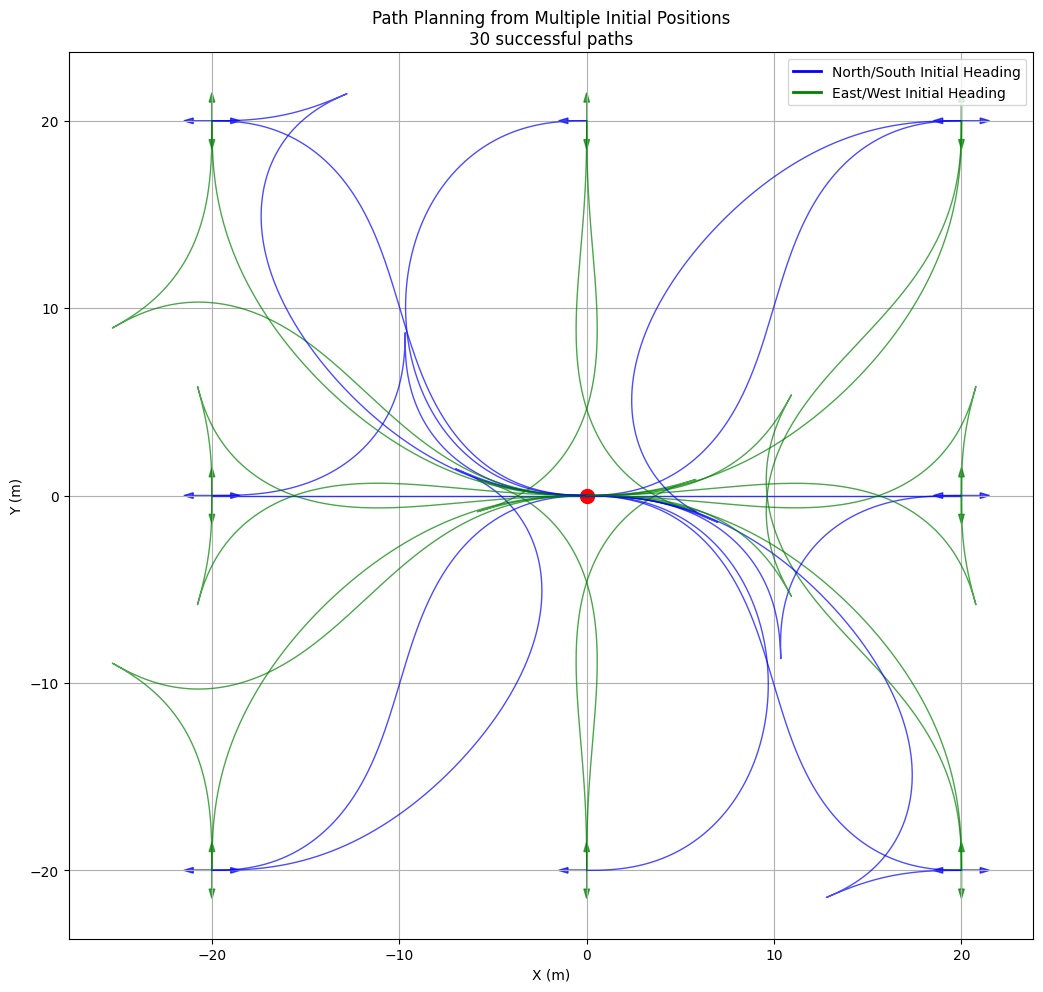 Path Planning from Multiple Initial Positions
30 successful paths
North/South Initial Heading
East/West Initial Heading
Y (m)
20
10
0
−10
−20
−20
−10
0
10
20
X (m)